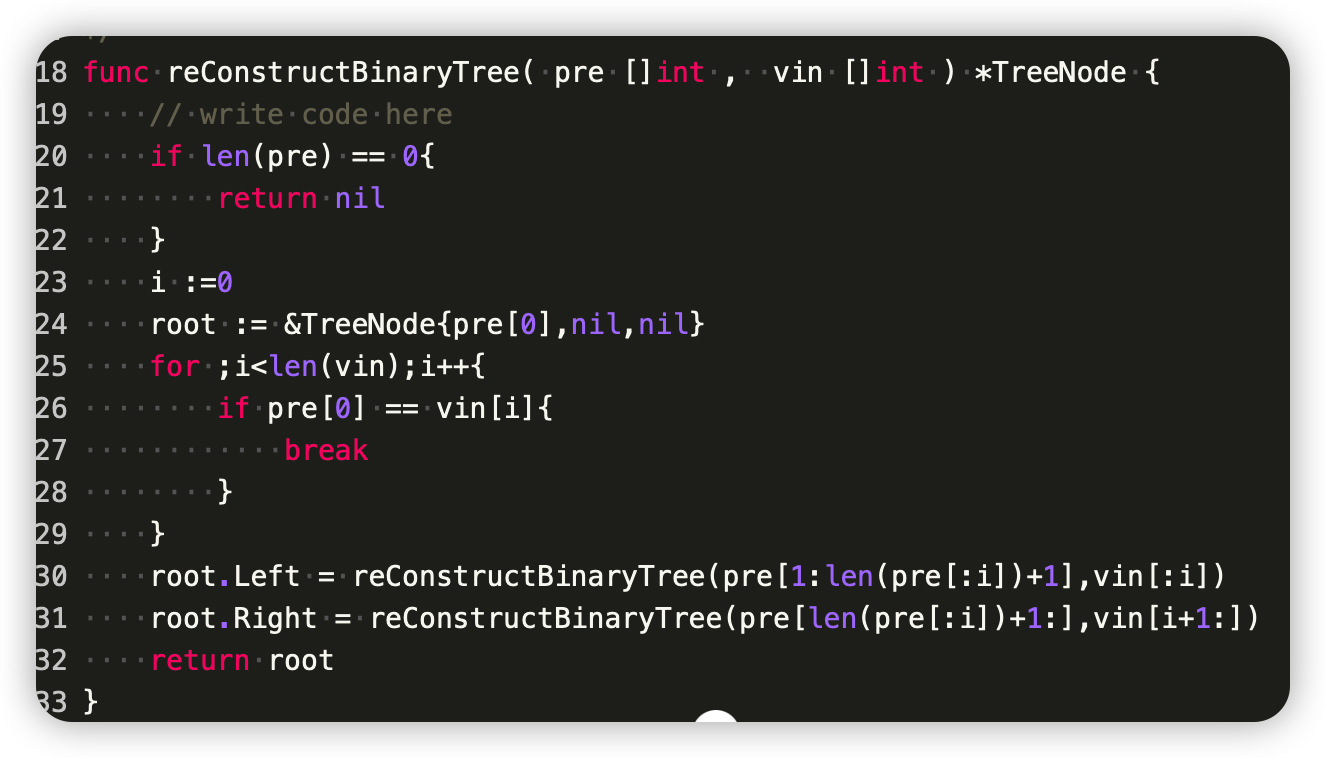 18 func reConstructBinaryTree( pre []int ,  vin []int ) *TreeNode {
19     // write code here
20     if len(pre) == 0{
21         return nil
22     }
23     i :=0
24     root := &TreeNode{pre[0],nil,nil}
25     for ;i<len(vin);i++{
26         if pre[0] == vin[i]{
27             break
28         }
29     }
30     root.Left = reConstructBinaryTree(pre[1:len(pre[:i])+1],vin[:i])
31     root.Right = reConstructBinaryTree(pre[len(pre[:i])+1:],vin[i+1:])
32     return root
33 }